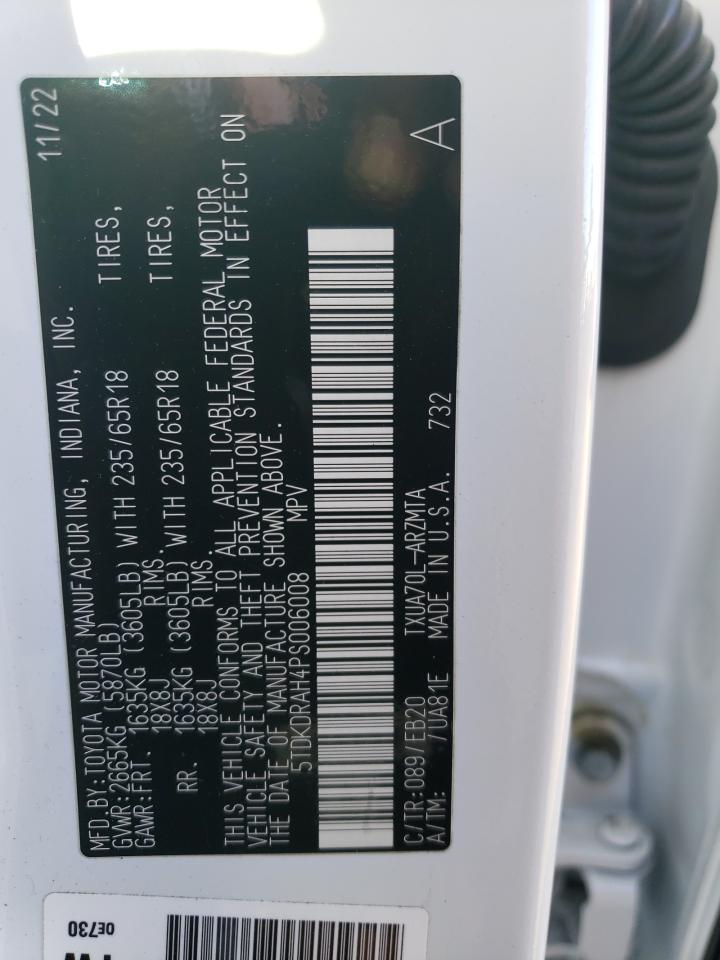 MFD.BY:TOYOTA MOTOR MANUFACTURING, INDIANA, INC. 11/22
GVWR:2665KG (5870LB)
GAWR:FRT. 1635KG (3605LB) WITH 235/65R18 TIRES,
18X8J RIMS.
RR. 1635KG (3605LB) WITH 235/65R18 TIRES,
18X8J RIMS.
THIS VEHICLE CONFORMS TO ALL APPLICABLE FEDERAL MOTOR
VEHICLE SAFETY AND THEFT PREVENTION STANDARDS IN EFFECT ON
THE DATE OF MANUFACTURE SHOWN ABOVE.
5TDKDRAH4PS006008 MPV
C/TR:089/EB20 TXUA70L-ARZMTA A
A/TM: -/UA81E MADE IN U.S.A. 732
0E730